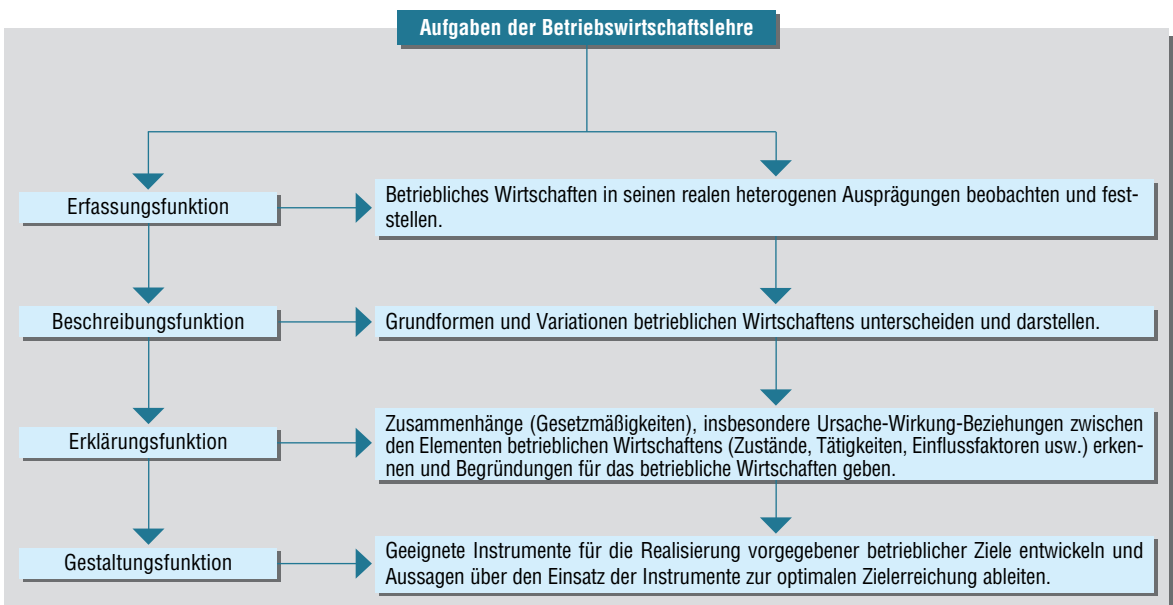 Aufgaben der Betriebswirtschaftslehre
Erfassungsfunktion
Betriebliches Wirtschaften in seinen realen heterogenen Ausprägungen beobachten und fest-
stellen.
Beschreibungsfunktion
Grundformen und Variationen betrieblichen Wirtschaftens unterscheiden und darstellen.
Erklärungsfunktion
Zusammenhänge (Gesetzmäßigkeiten), insbesondere Ursache-Wirkung-Beziehungen zwischen
den Elementen betrieblichen Wirtschaftens (Zustände, Tätigkeiten, Einflussfaktoren usw.) erken-
nen und Begründungen für das betriebliche Wirtschaften geben.
Gestaltungsfunktion
Geeignete Instrumente für die Realisierung vorgegebener betrieblicher Ziele entwickeln und
Aussagen über den Einsatz der Instrumente zur optimalen Zielerreichung ableiten.